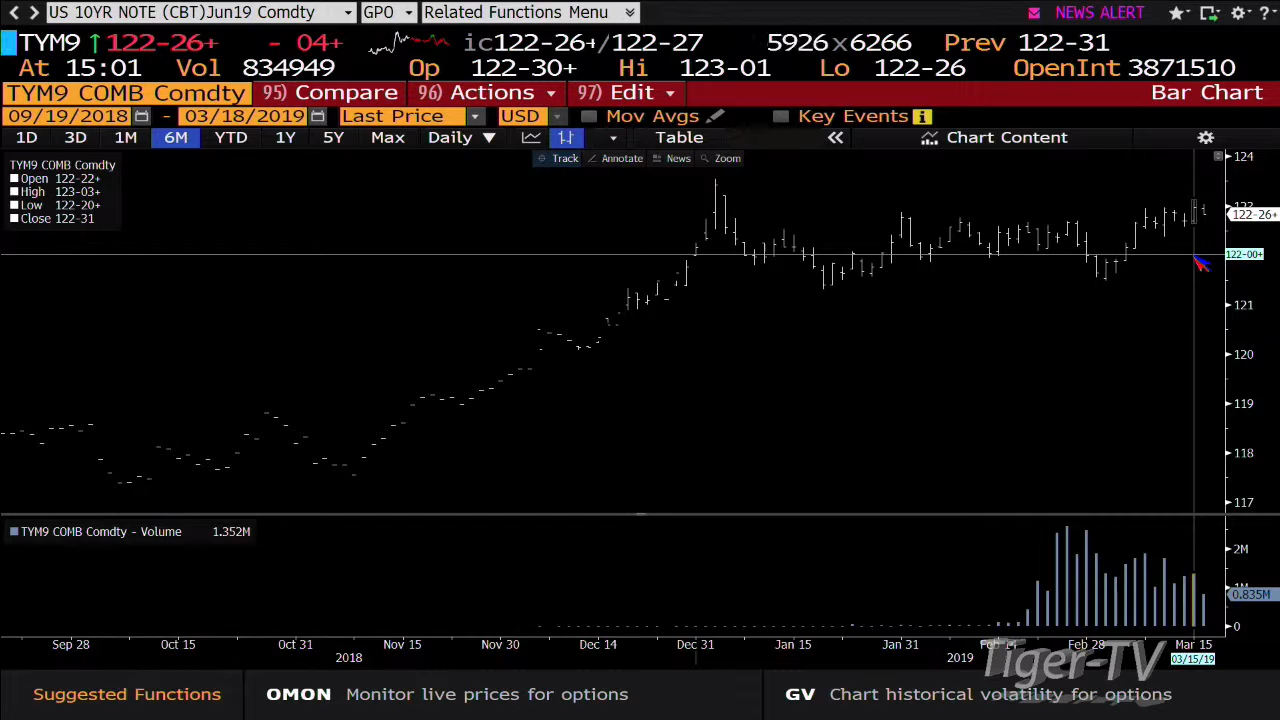 US 10YR NOTE (CBT)Jun19 Comdty GPO Related Functions Menu NEWS ALERT ?
TYM9 ↑122-26+ - 04+ ic122-26+/122-27 5926x6266 Prev 122-31
At 15:01 Vol 834949 Op 122-30+ Hi 123-01 Lo 122-26 OpenInt 3871510
TYM9 COMB Comdty 95) Compare 96) Actions 97) Edit Bar Chart
09/19/2018 - 03/18/2019 Last Price USD Mov Avgs Key Events i
1D 3D 1M 6M YTD 1Y 5Y Max Daily ▼ Table « Chart Content
Track Annotate News Zoom
TYM9 COMB Comdty
Open 122-22+
High 123-03+
Low 122-20+
Close 122-31
124
123
122-26+
122-00+
121
120
119
118
117
TYM9 COMB Comdty - Volume 1.352M
2M
1M
0.835M
0
Sep 28 Oct 15 Oct 31 Nov 15 Nov 30 Dec 14 Dec 31 Jan 15 Jan 31 Feb 14 Feb 28 Mar 15
2018 2019 03/15/19
Tiger-TV
Suggested Functions OMON Monitor live prices for options GV Chart historical volatility for options